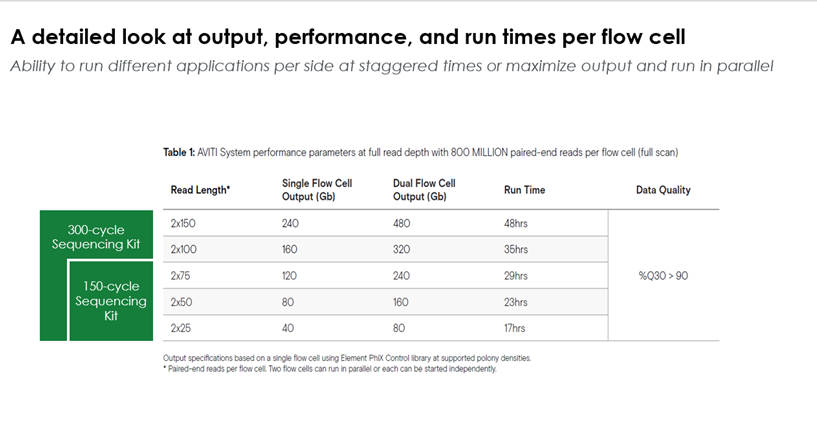 A detailed look at output, performance, and run times per flow cell
Ability to run different applications per side at staggered times or maximize output and run in parallel
Table 1: AVITI System performance parameters at full read depth with 800 MILLION paired-end reads per flow cell (full scan)
Read Length* Single Flow Cell Output (Gb) Dual Flow Cell Output (Gb) Run Time Data Quality
300-cycle
Sequencing Kit
150-cycle
Sequencing
Kit
2x150 240 480 48hrs
2x100 160 320 35hrs
2x75 120 240 29hrs %Q30 > 90
2x50 80 160 23hrs
2x25 40 80 17hrs
Output specifications based on a single flow cell using Element PhiX Control library at supported polony densities.
* Paired-end reads per flow cell. Two flow cells can run in parallel or each can be started independently.